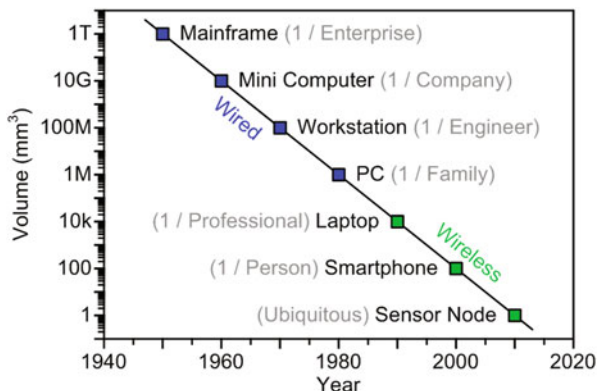 1T
10G
100M
1M
10k
100
1
Volume (mm³)
Mainframe (1 / Enterprise)
Mini Computer (1 / Company)
Wired
Workstation (1 / Engineer)
PC (1 / Family)
(1 / Professional) Laptop
Wireless
(1 / Person) Smartphone
(Ubiquitous) Sensor Node
1940 1960 1980 2000 2020
Year